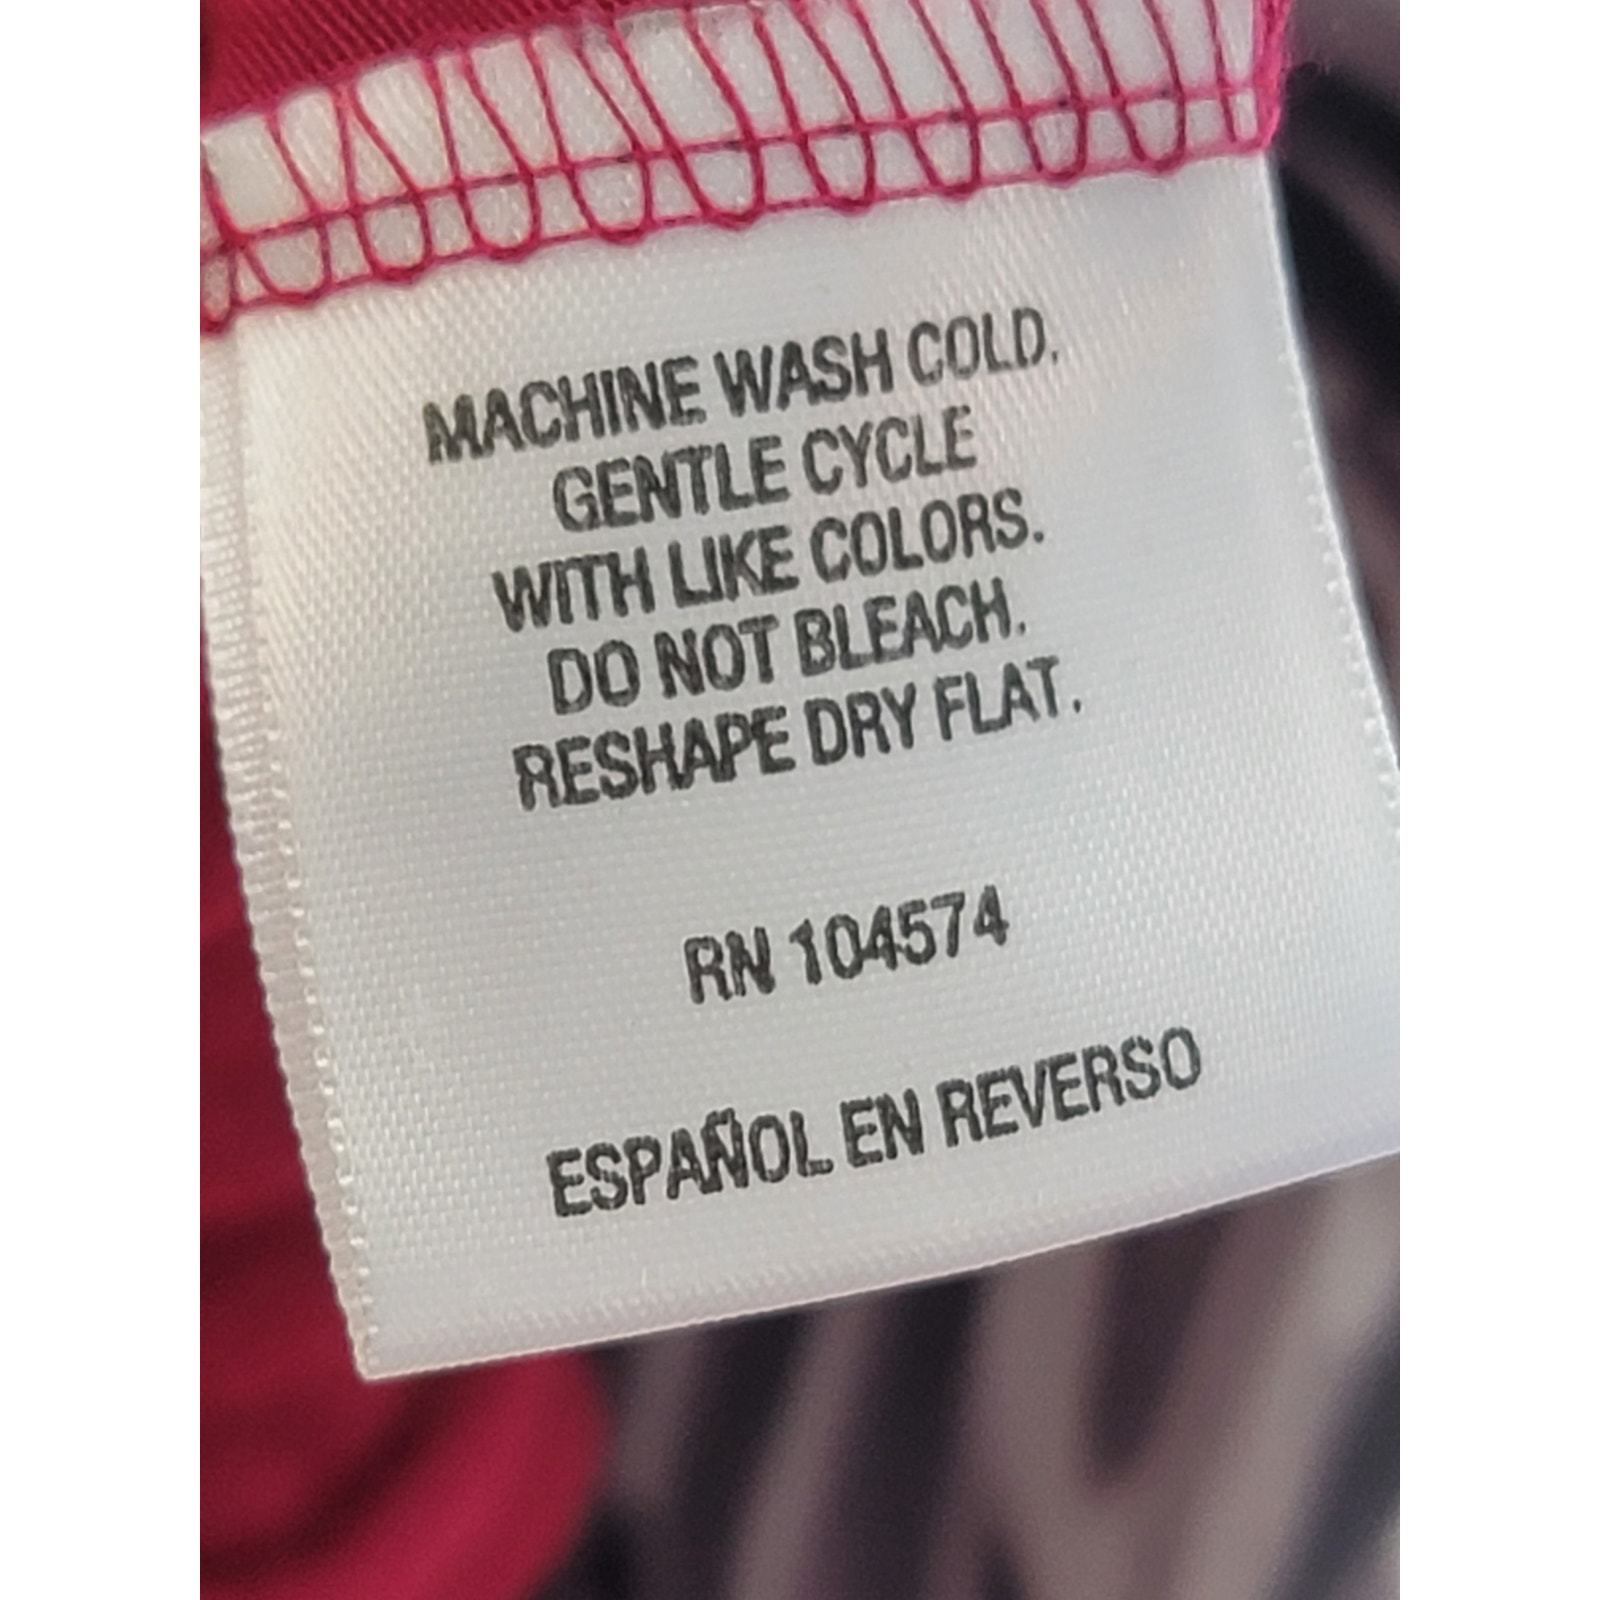 MACHINE WASH COLD.
GENTLE CYCLE
WITH LIKE COLORS.
DO NOT BLEACH.
RESHAPE DRY FLAT.
RN 104574
ESPAÑOL EN REVERSO